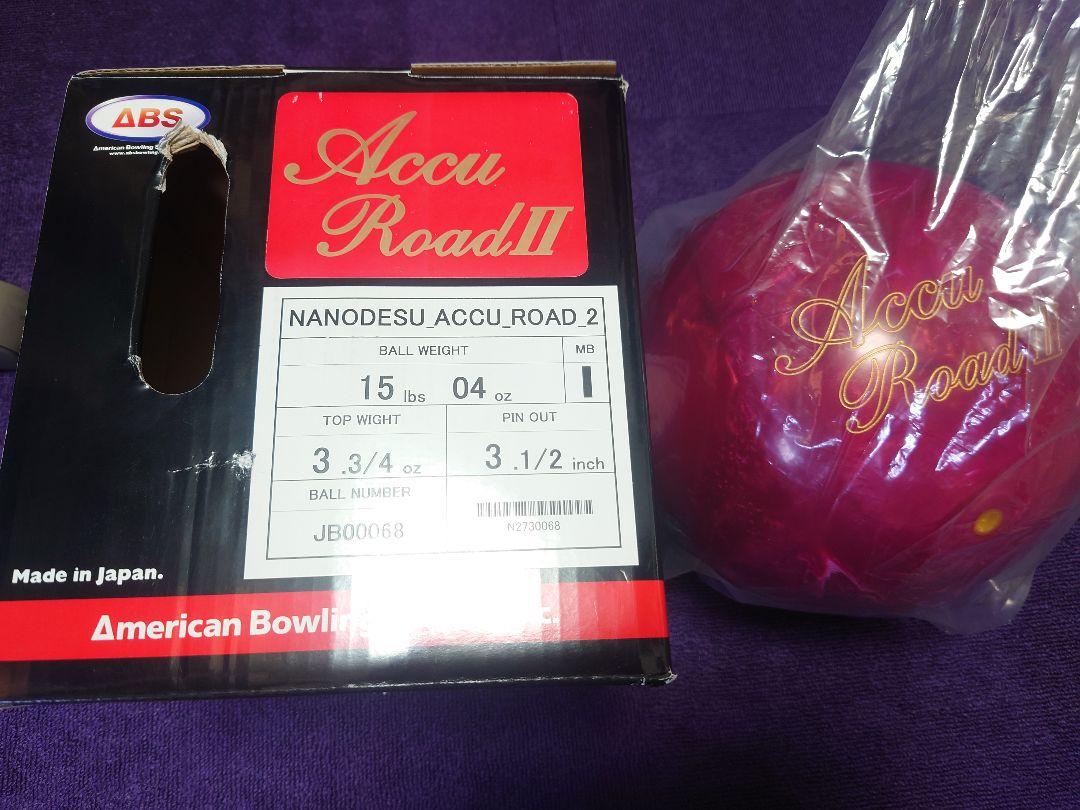 ABS
American Bowling
Accu
Road II
NANODESU_ACCU_ROAD_2
BALL WEIGHT
MB
15 lbs 04 oz
I
TOP WIGHT
PIN OUT
3 .3/4 oz
3 .1/2 inch
BALL NUMBER
JB00068
N2730068
Made in Japan.
American Bowling
Accu
Road II